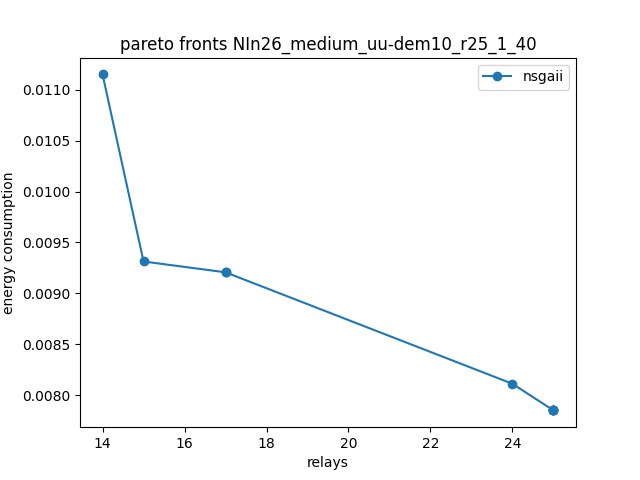 pareto fronts NIn26_medium_uu-dem10_r25_1_40
nsgaii
0.0110
0.0105
0.0100
0.0095
0.0090
0.0085
0.0080
energy consumption
14 16 18 20 22 24
relays